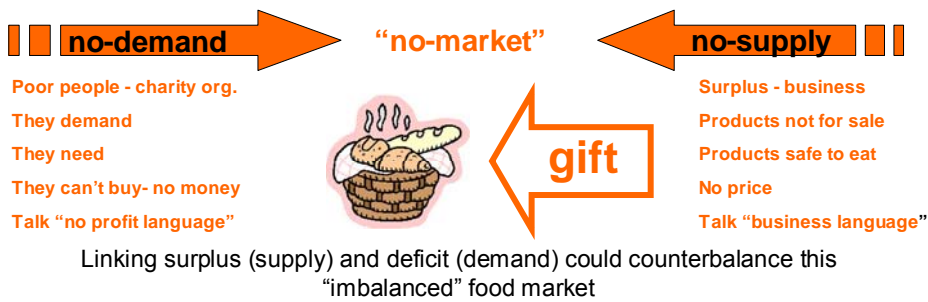 no-demand
“no-market”
no-supply
Poor people - charity org.
They demand
They need
They can’t buy- no money
Talk “no profit language”
gift
Surplus - business
Products not for sale
Products safe to eat
No price
Talk “business language”
Linking surplus (supply) and deficit (demand) could counterbalance this
“imbalanced” food market